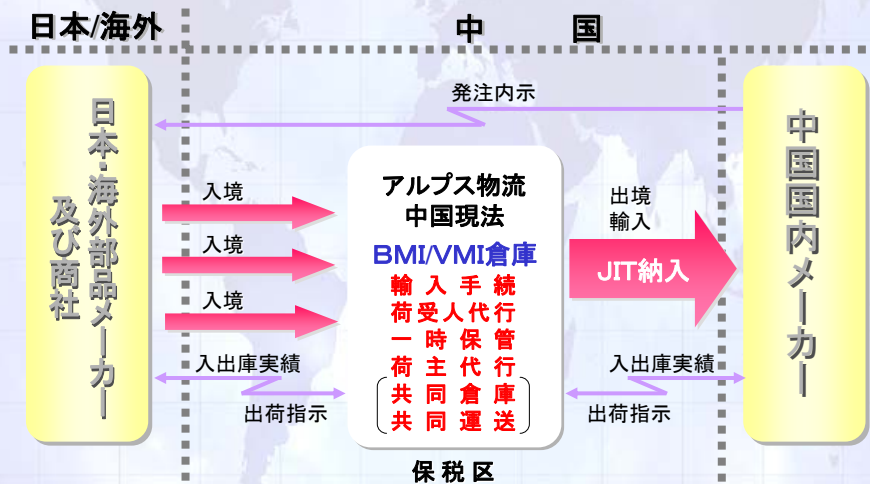 日本/海外
中国
発注内示
日本・海外部品メーカー
及び商社
入境
入境
入境
入出庫実績
出荷指示
アルプス物流
中国現法
BMI/VMI倉庫
輸入手続
荷受人代行
一時保管
荷主代行
共同倉庫
共同運送
保税区
出境
輸入
JIT納入
入出庫実績
出荷指示
中国国内メーカー